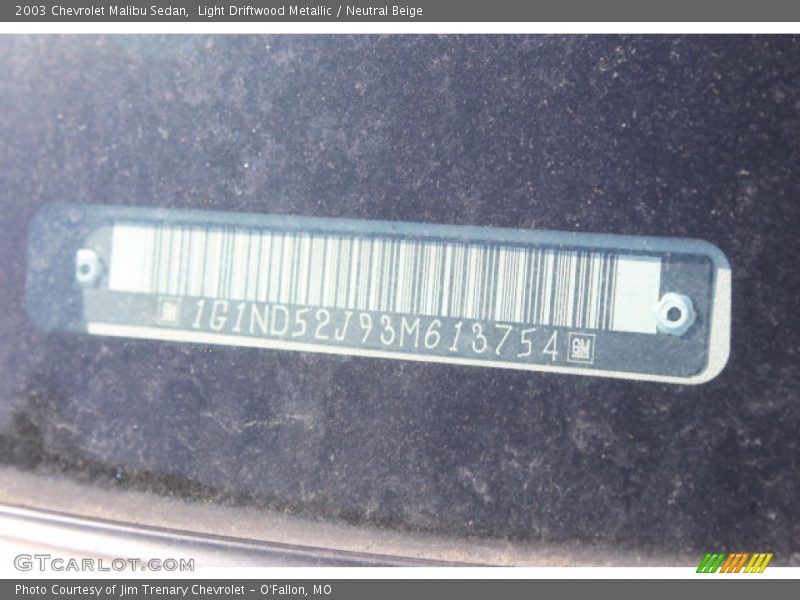 2003 Chevrolet Malibu Sedan,  Light Driftwood Metallic / Neutral Beige
GM 1G1ND52J93M613754 GM
GTCARLOT.COM
Photo Courtesy of Jim Trenary Chevrolet - O'Fallon, MO